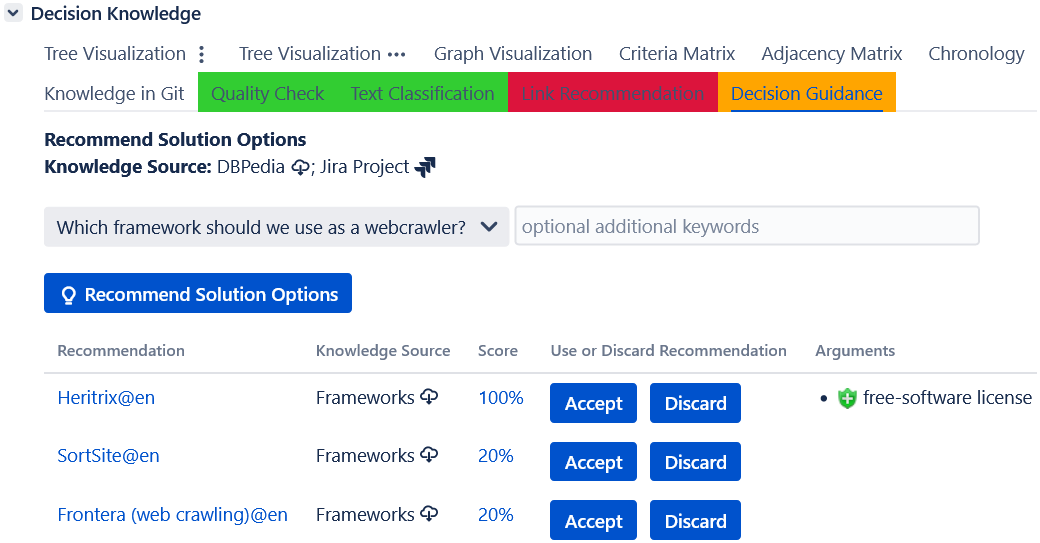 Decision Knowledge
Tree Visualization Tree Visualization Graph Visualization Criteria Matrix Adjacency Matrix Chronology
Knowledge in Git Quality Check Text Classification Link Recommendation Decision Guidance
Recommend Solution Options
Knowledge Source: DBPedia ; Jira Project
Which framework should we use as a webcrawler? optional additional keywords
Recommend Solution Options
Recommendation Knowledge Source Score Use or Discard Recommendation Arguments
Heritrix@en Frameworks 100% Accept Discard • free-software license
SortSite@en Frameworks 20% Accept Discard
Frontera (web crawling)@en Frameworks 20% Accept Discard